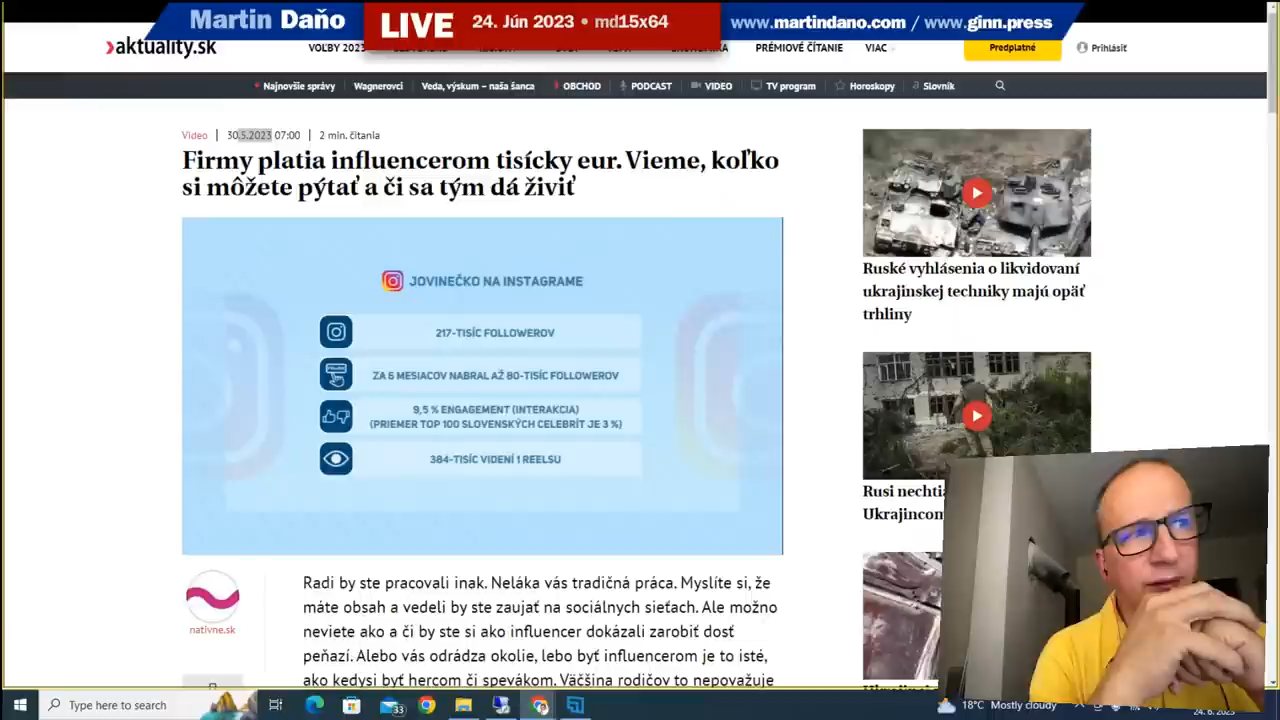 Martin Daňo
LIVE
24. Jún 2023 • md15x64
www.martindano.com / www.ginn.press
aktuality.sk
VOĽBY 2023
PRÉMIOVÉ ČÍTANIE
VIAC
Predplatné
Prihlásiť
Najnovšie správy
Wagnerovci
Veda, výskum – naša šanca
OBCHOD
PODCAST
VIDEO
TV program
Horoskopy
Slovník
Video | 30.5.2023 07:00 | 2 min. čítania
Firmy platia influencerom tisícky eur. Vieme, koľko
si môžete pýtať a či sa tým dá živiť
JOVINEČKO NA INSTAGRAME
217-TISÍC FOLLOWEROV
ZA 6 MESIACOV NABRAL AŽ 80-TISÍC FOLLOWEROV
9,5 % ENGAGEMENT (INTERAKCIA)
(PRIEMER TOP 100 SLOVENSKÝCH CELEBRÍT JE 3 %)
384-TISÍC VIDENÍ 1 REELSU
nativne.sk
Radi by ste pracovali inak. Neláka vás tradičná práca. Myslíte si, že
máte obsah a vedeli by ste zaujať na sociálnych sieťach. Ale možno
neviete ako a či by ste si ako influencer dokázali zarobiť dosť
peňazí. Alebo vás odrádza okolie, lebo byť influencerom je to isté,
ako kedysi byť hercom či spevákom. Väčšina rodičov to nepovažuje
Ruské vyhlásenia o likvidovaní
ukrajinskej techniky majú opäť
trhliny
Rusi nechti
Ukrajincom
Type here to search
33
18°C Mostly cloudy
24. 6. 2023